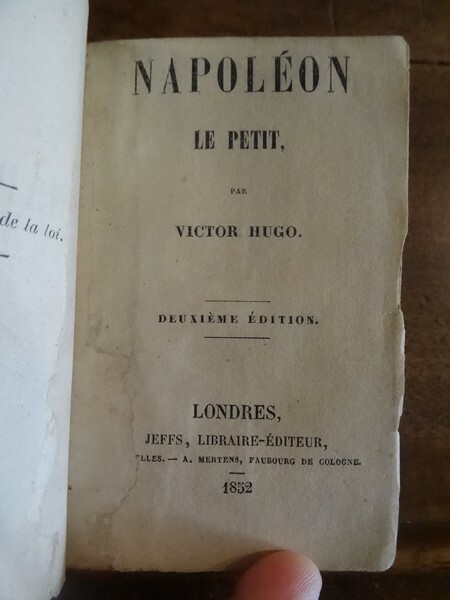 de la loi.
NAPOLÉON
LE PETIT,
PAR
VICTOR HUGO.
DEUXIÈME ÉDITION.
LONDRES,
JEFFS, LIBRAIRE-ÉDITEUR,
ELLES. — A. MERTENS, FAUBOURG DE COLOGNE.
1852